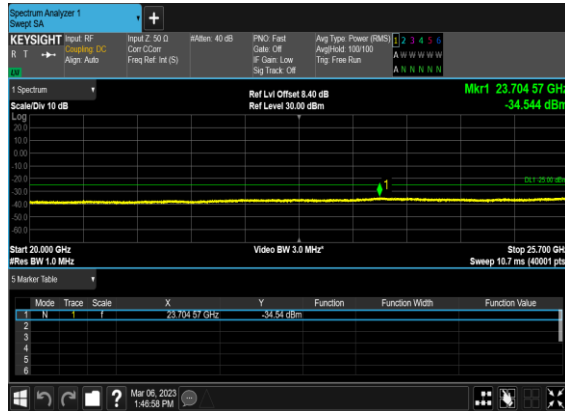 Spectrum Analyzer 1
Swept SA
+
KEYSIGHT Input: RF Input Z: 50 Ω #Atten: 40 dB PNO: Fast Avg Type: Power (RMS) 1 2 3 4 5 6
R T Coupling: DC Corr CCorr Gate: Off Avg|Hold: 100/100 A W W W W W
Align: Auto Freq Ref: Int (S) IF Gain: Low Trig: Free Run
Sig Track: Off A N N N N N
1 Spectrum Ref Lvl Offset 8.40 dB Mkr1 23.704 57 GHz
Scale/Div 10 dB Ref Level 30.00 dBm -34.544 dBm
Log
20.0
10.0
0.00
-10.0
-20.0 DL1 -25.00 dBm
1
-30.0
-40.0
-50.0
-60.0
Start 20.000 GHz Video BW 3.0 MHz* Stop 25.700 GHz
#Res BW 1.0 MHz Sweep 10.7 ms (40001 pts
5 Marker Table
Mode Trace Scale X Y Function Function Width Function Value
1 N 1 f 23.704 57 GHz -34.54 dBm
2
3
4
5
6
? Mar 06, 2023
1:46:58 PM